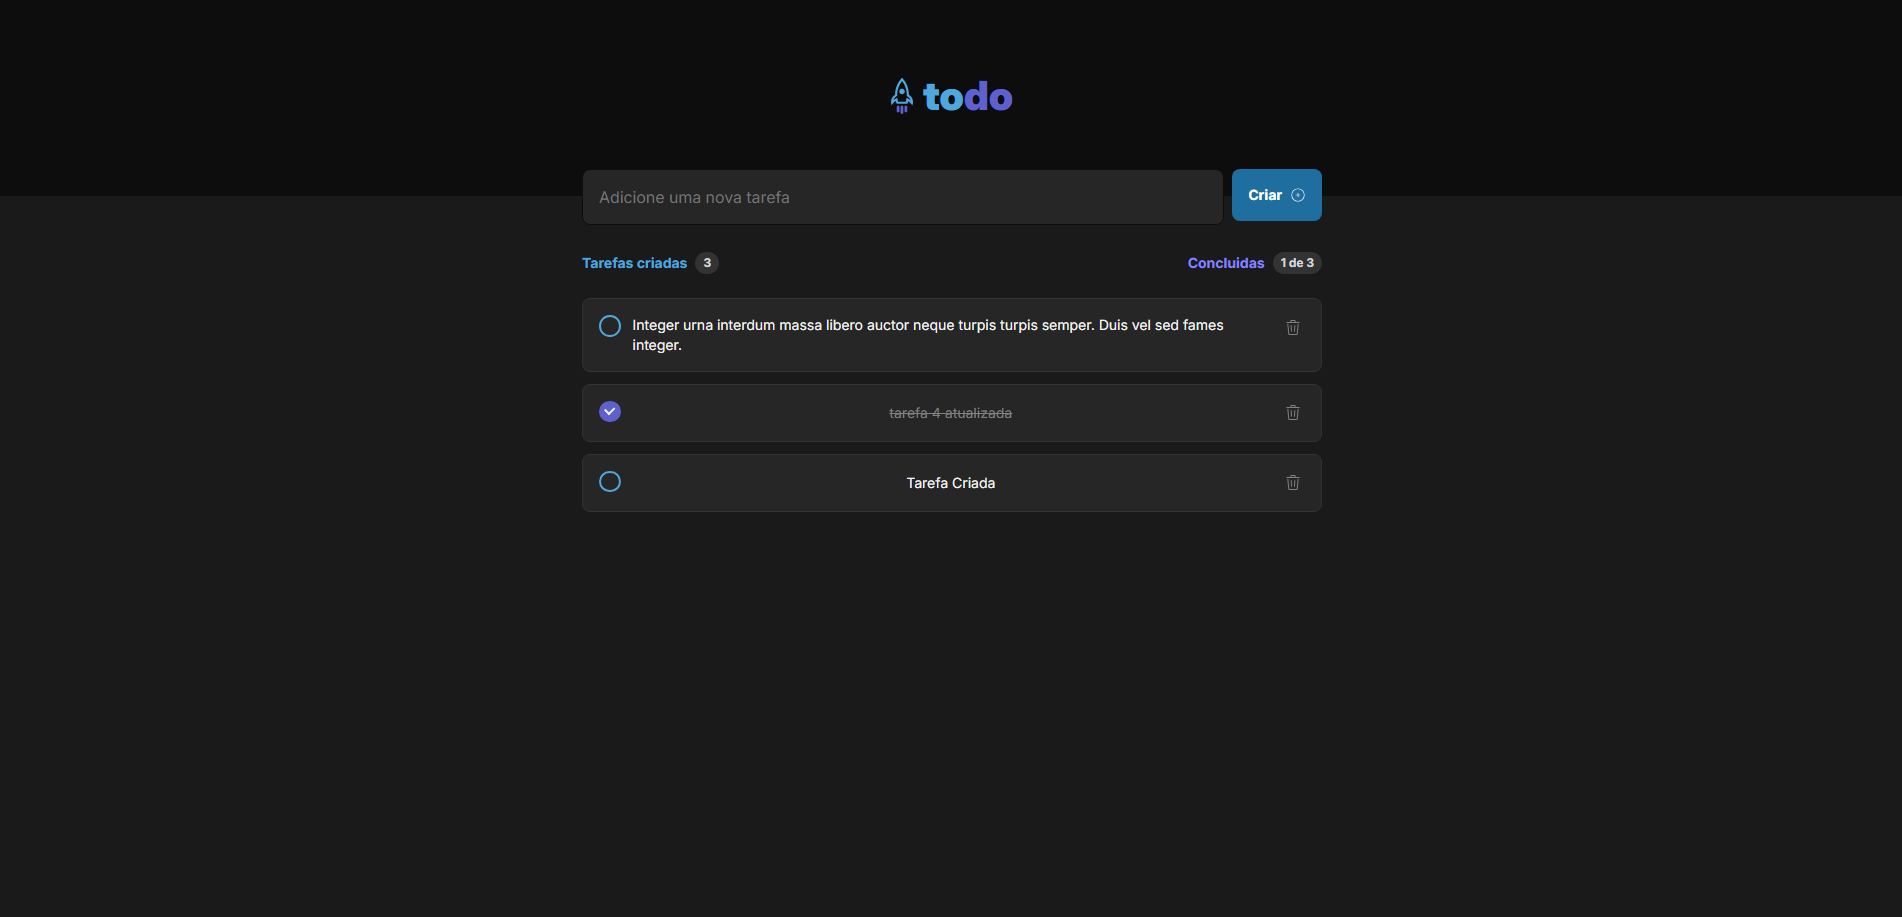 todo
Adicione uma nova tarefa
Criar
Tarefas criadas 3
Concluidas 1 de 3
Integer urna interdum massa libero auctor neque turpis turpis semper. Duis vel sed fames
integer.
tarefa 4 atualizada
Tarefa Criada